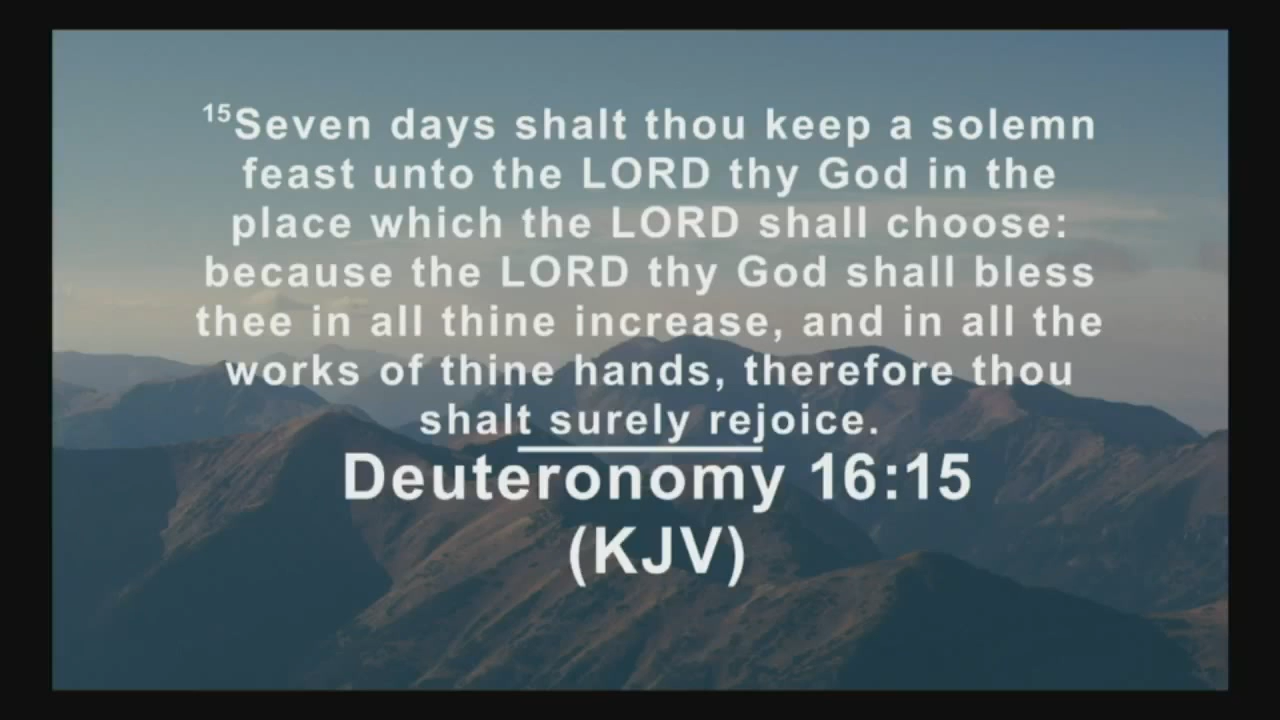 15Seven days shalt thou keep a solemn
feast unto the LORD thy God in the
place which the LORD shall choose:
because the LORD thy God shall bless
thee in all thine increase, and in all the
works of thine hands, therefore thou
shalt surely rejoice.
Deuteronomy 16:15
(KJV)